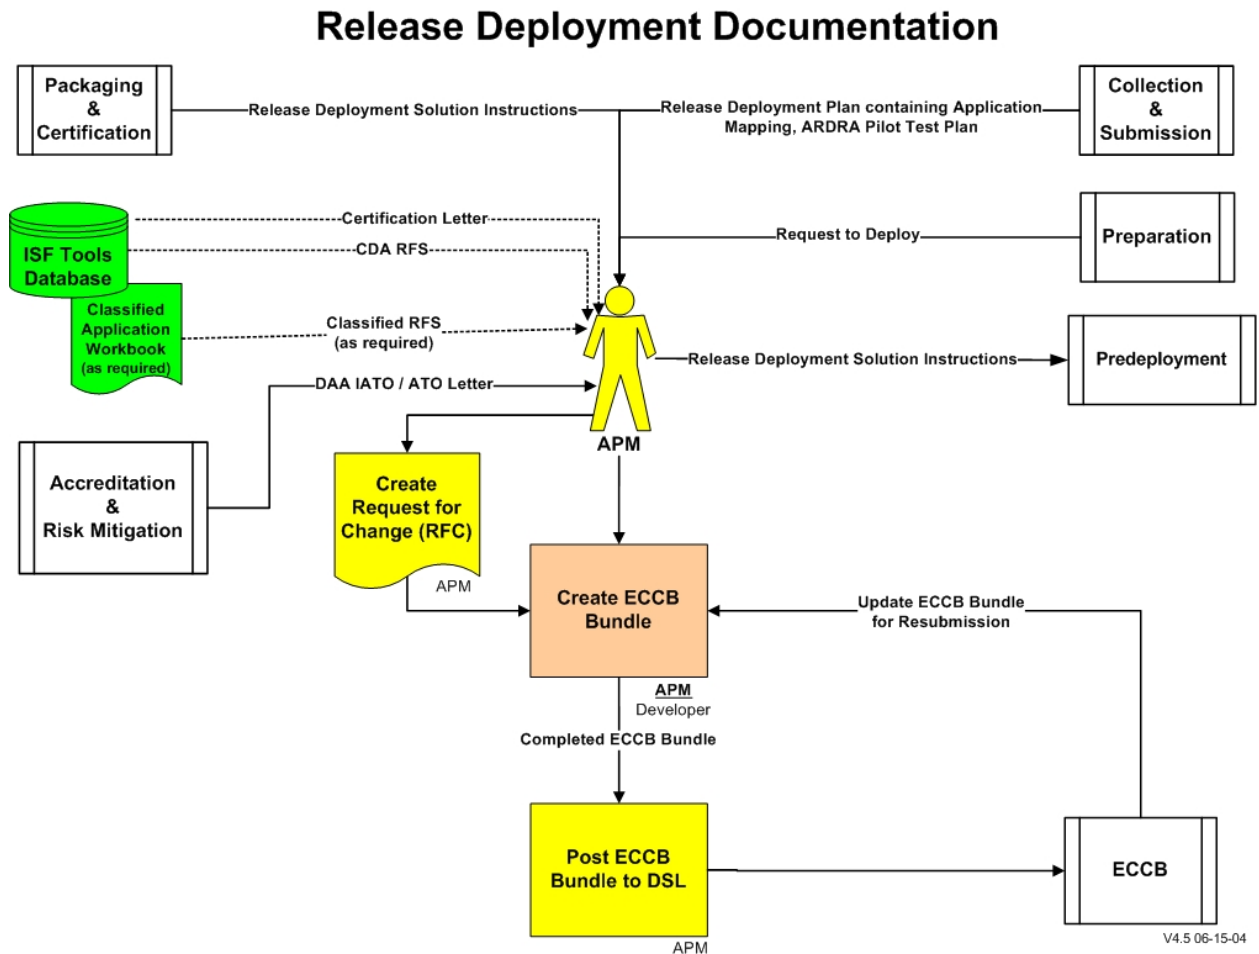 Release Deployment Documentation
Packaging
&
Certification
Release Deployment Solution Instructions
Release Deployment Plan containing Application
Mapping, ARDRA Pilot Test Plan
Collection
&
Submission
ISF Tools
Database
Certification Letter
CDA RFS
Request to Deploy
Preparation
Classified
Application
Workbook
(as required)
Classified RFS
(as required)
Release Deployment Solution Instructions
Predeployment
DAA IATO / ATO Letter
APM
Accreditation
&
Risk Mitigation
Create
Request for
Change (RFC)
APM
Create ECCB
Bundle
Update ECCB Bundle
for Resubmission
APM
Developer
Completed ECCB Bundle
Post ECCB
Bundle to DSL
APM
ECCB
V4.5 06-15-04